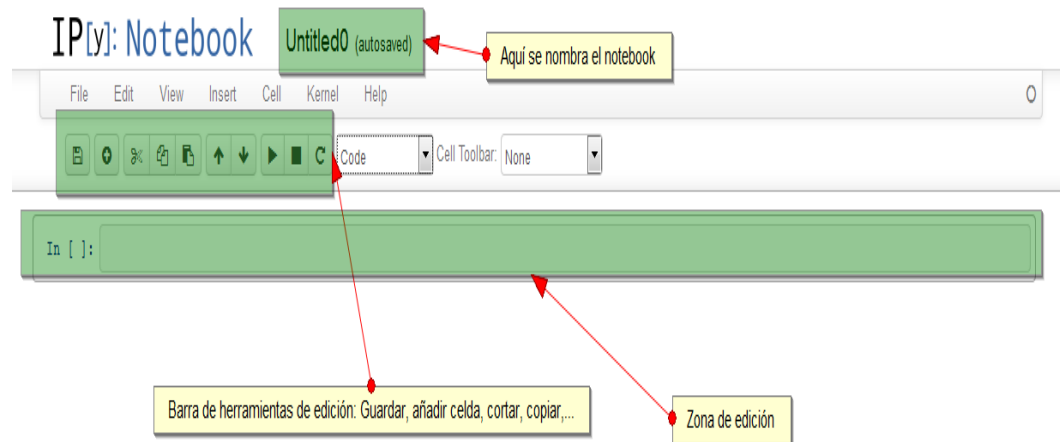 IP[y]: Notebook Untitled0 (autosaved)
Aquí se nombra el notebook
File Edit View Insert Cell Kernel Help
Code Cell Toolbar: None
In [ ]:
Barra de herramientas de edición: Guardar, añadir celda, cortar, copiar,...
Zona de edición